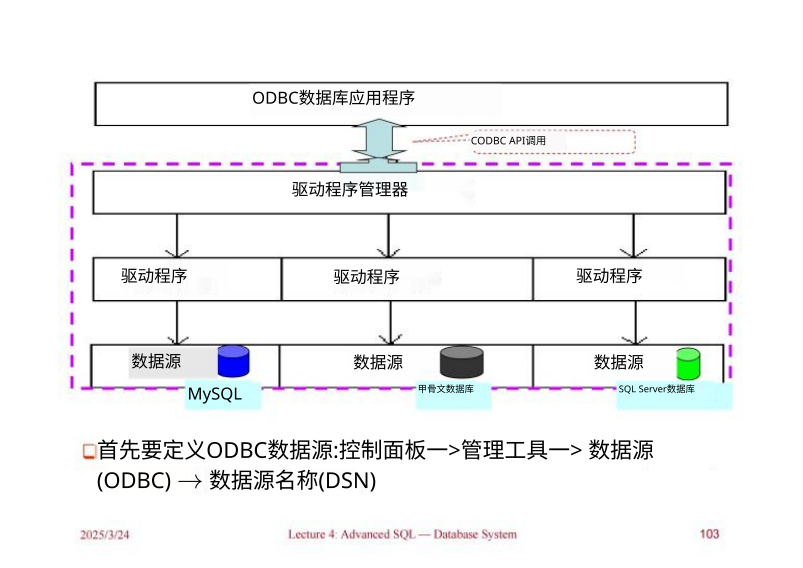 ODBC数据库应用程序
CODBC API调用
驱动程序管理器
驱动程序 驱动程序 驱动程序
数据源 数据源 数据源
MySQL 甲骨文数据库 SQL Server数据库
首先要定义ODBC数据源:控制面板一>管理工具一> 数据源
(ODBC) → 数据源名称(DSN)
2025/3/24 Lecture 4: Advanced SQL — Database System 103